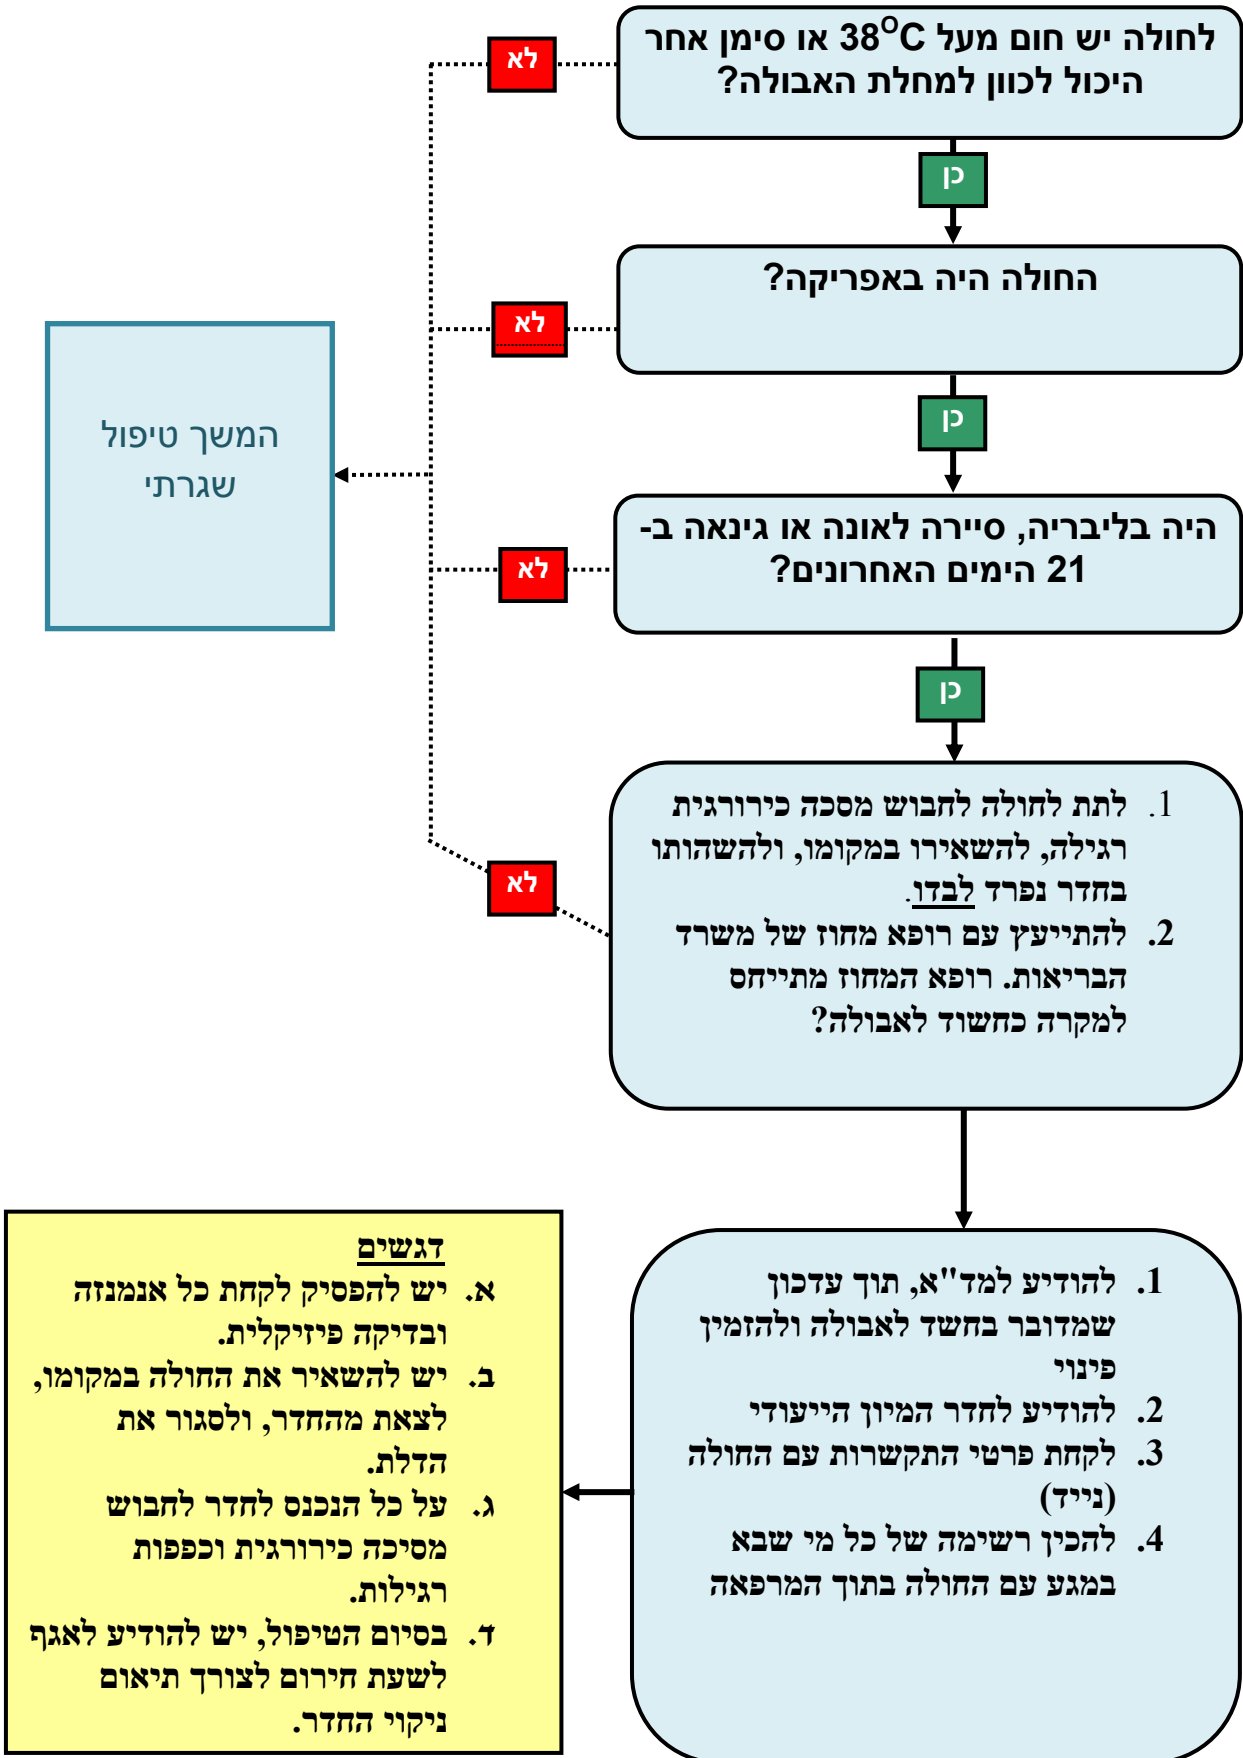 לחולה יש חום מעל 38°C או סימן אחר
היכול לכוון למחלת האבולה?
לא
כן
החולה היה באפריקה?
לא
כן
המשך טיפול
שגרתי
היה בליבריה, סיירה לאונה או גינאה ב-
21 הימים האחרונים?
לא
כן
1. לתת לחולה לחבוש מסכה כירורגית
רגילה, להשאירו במקומו, ולהשהותו
בחדר נפרד לבדו.
2. להתייעץ עם רופא מחוז של משרד
הבריאות. רופא המחוז מתייחס
למקרה כחשוד לאבולה?
לא
1. להודיע למד"א, תוך עדכון
שמדובר בחשד לאבולה ולהזמין
פינוי
2. להודיע לחדר המיון הייעודי
3. לקחת פרטי התקשרות עם החולה
(נייד)
4. להכין רשימה של כל מי שבא
במגע עם החולה בתוך המרפאה
דגשים
א. יש להפסיק לקחת כל אנמנזה
ובדיקה פיזיקלית.
ב. יש להשאיר את החולה במקומו,
לצאת מהחדר, ולסגור את
הדלת.
ג. על כל הנכנס לחדר לחבוש
מסיכה כירורגית וכפפות
רגילות.
ד. בסיום הטיפול, יש להודיע לאגף
לשעת חירום לצורך תיאום
ניקוי החדר.